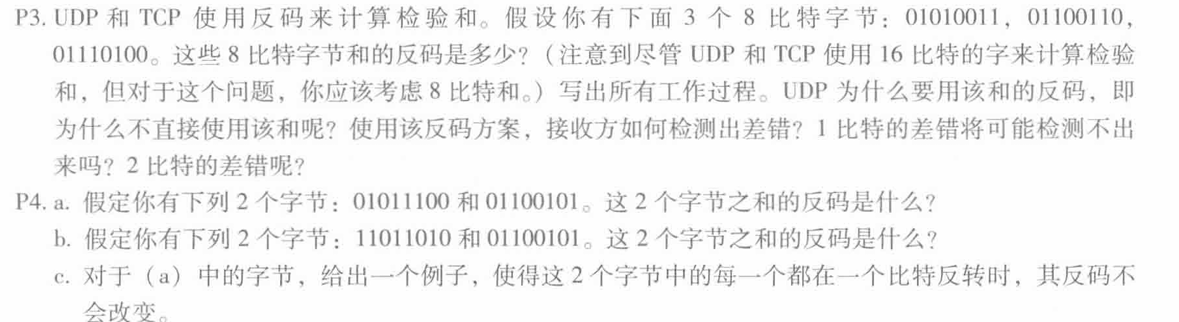 P3. UDP 和 TCP 使用反码来计算检验和。假设你有下面 3 个 8 比特字节：01010011，01100110，
01110100。这些 8 比特字节和的反码是多少？（注意到尽管 UDP 和 TCP 使用 16 比特的字来计算检验
和，但对于这个问题，你应该考虑 8 比特和。）写出所有工作过程。UDP 为什么要用该和的反码，即
为什么不直接使用该和呢？使用该反码方案，接收方如何检测出差错？1 比特的差错将可能检测不出
来吗？2 比特的差错呢？
P4. a. 假定你有下列 2 个字节：01011100 和 01100101。这 2 个字节之和的反码是什么？
b. 假定你有下列 2 个字节：11011010 和 01100101。这 2 个字节之和的反码是什么？
c. 对于（a）中的字节，给出一个例子，使得这 2 个字节中的每一个都在一个比特反转时，其反码不
会改变。